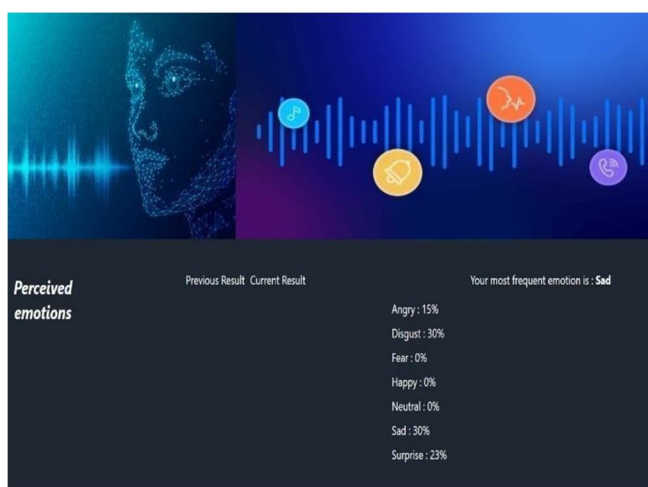 Perceived
emotions
Previous Result Current Result
Your most frequent emotion is : Sad
Angry : 15%
Disgust : 30%
Fear : 0%
Happy : 0%
Neutral : 0%
Sad : 30%
Surprise : 23%